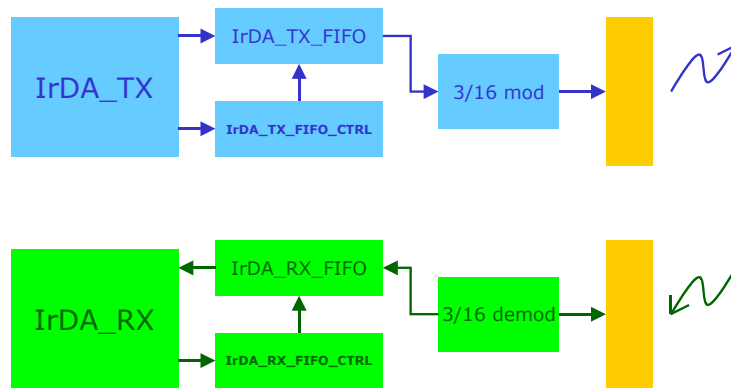 IrDA_TX
IrDA_TX_FIFO
IrDA_TX_FIFO_CTRL
3/16 mod
IrDA_RX
IrDA_RX_FIFO
IrDA_RX_FIFO_CTRL
3/16 demod